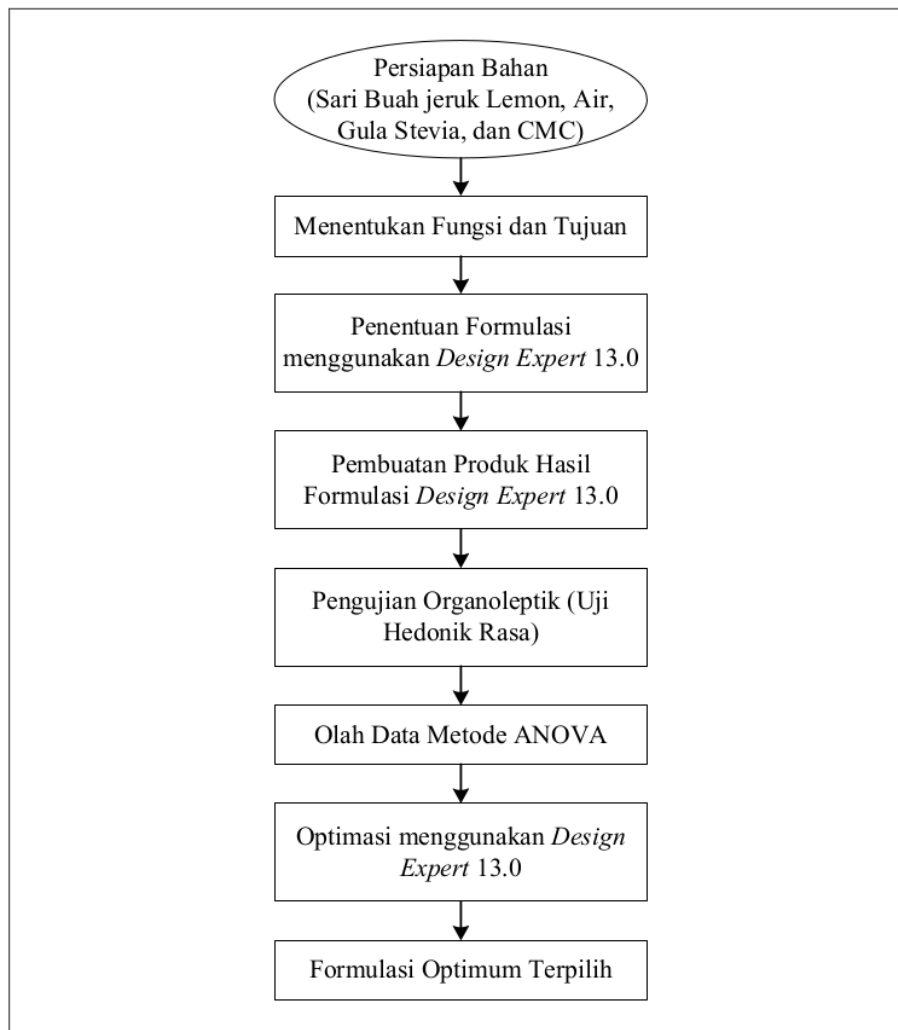 Persiapan Bahan
(Sari Buah jeruk Lemon, Air,
Gula Stevia, dan CMC)
Menentukan Fungsi dan Tujuan
Penentuan Formulasi
menggunakan Design Expert 13.0
Pembuatan Produk Hasil
Formulasi Design Expert 13.0
Pengujian Organoleptik (Uji
Hedonik Rasa)
Olah Data Metode ANOVA
Optimasi menggunakan Design
Expert 13.0
Formulasi Optimum Terpilih